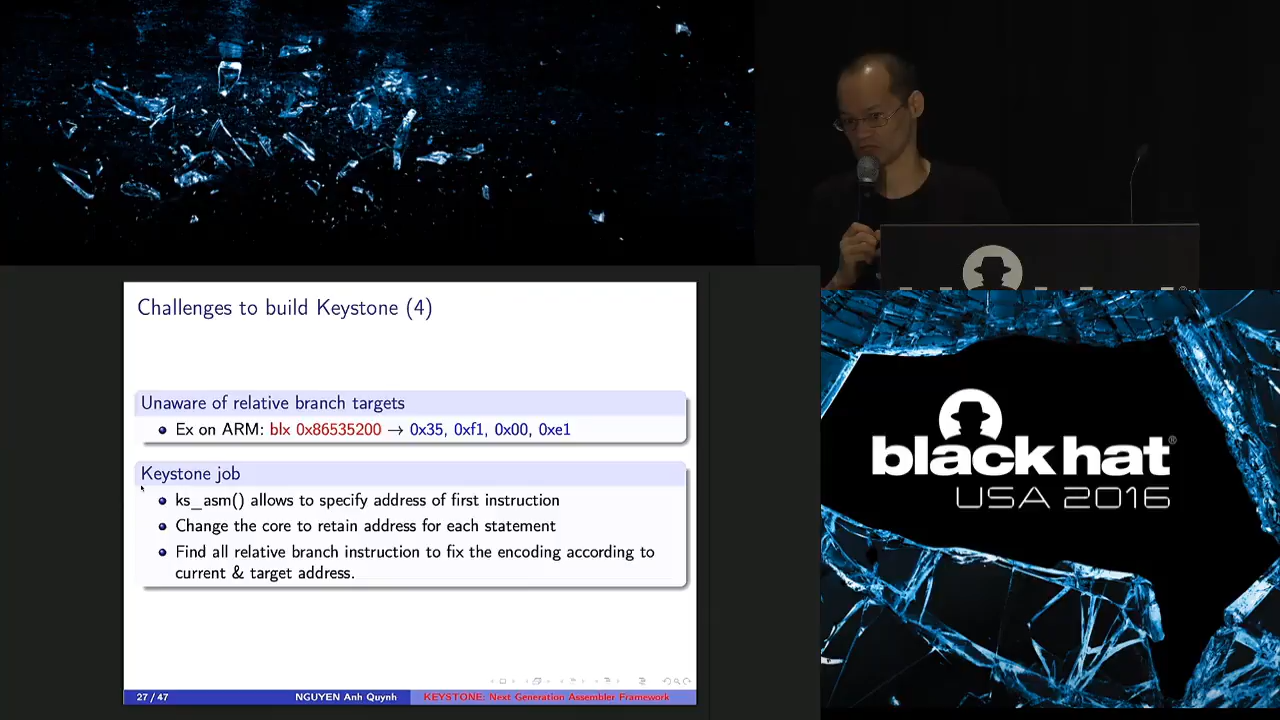 Challenges to build Keystone (4)
Unaware of relative branch targets
Ex on ARM: blx 0x86535200 → 0x35, 0xf1, 0x00, 0xe1
Keystone job
ks_asm() allows to specify address of first instruction
Change the core to retain address for each statement
Find all relative branch instruction to fix the encoding according to
current & target address.
27 / 47
NGUYEN Anh Quynh
KEYSTONE: Next Generation Assembler Framework
black hat®
USA 2016